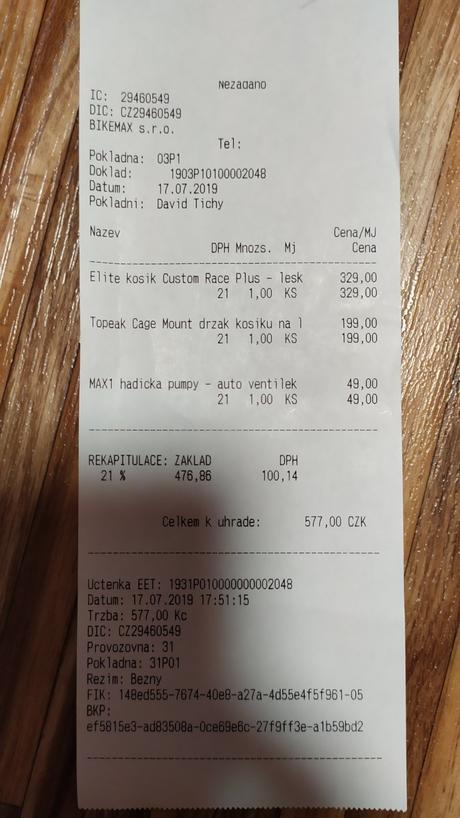 Nezadano
IC: 29460549
DIC: CZ29460549
BIKEMAX s.r.o.
Tel:
Pokladna: 03P1
Doklad: 1903P10100002048
Datum: 17.07.2019
Pokladni: David Tichy
Nazev Cena/MJ
DPH Mnozs. Mj Cena
Elite kosik Custom Race Plus - lesk 329,00
21 1,00 KS 329,00
Topeak Cage Mount drzak kosiku na l 199,00
21 1,00 KS 199,00
MAX1 hadicka pumpy - auto ventilek 49,00
21 1,00 KS 49,00
REKAPITULACE: ZAKLAD DPH
21 % 476,86 100,14
Celkem k uhrade: 577,00 CZK
Uctenka EET: 1931P010000000002048
Datum: 17.07.2019 17:51:15
Trzba: 577,00 Kc
DIC: CZ29460549
Provozovna: 31
Pokladna: 31P01
Rezim: Bezny
FIK: 148ed555-7674-40e8-a27a-4d55e4f5f961-05
BKP:
ef5815e3-ad83508a-0ce69e6c-27f9ff3e-a1b59bd2